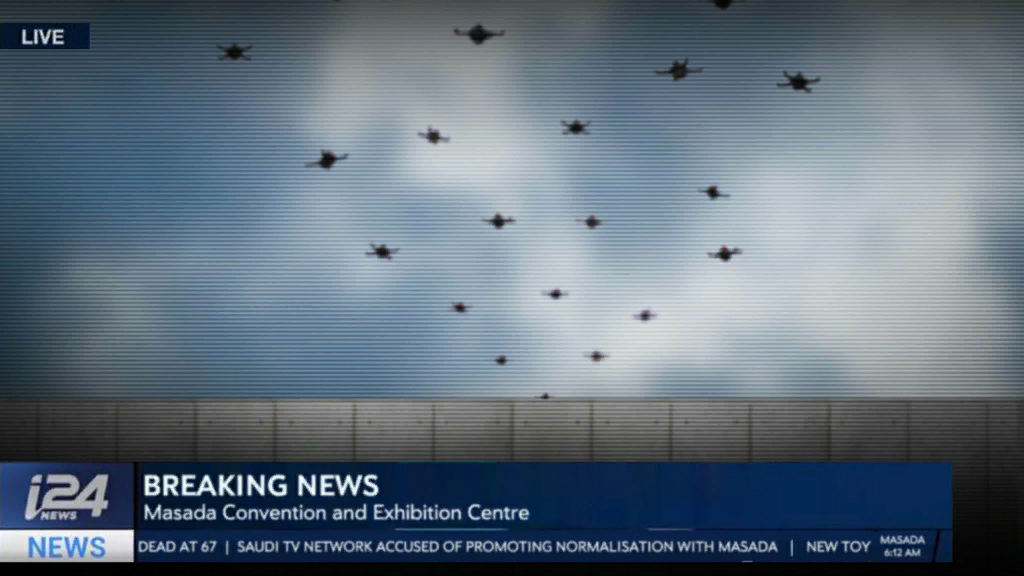 LIVE
i24
NEWS
NEWS
BREAKING NEWS
Masada Convention and Exhibition Centre
DEAD AT 67 | SAUDI TV NETWORK ACCUSED OF PROMOTING NORMALISATION WITH MASADA | NEW TOY
MASADA
6:12 AM